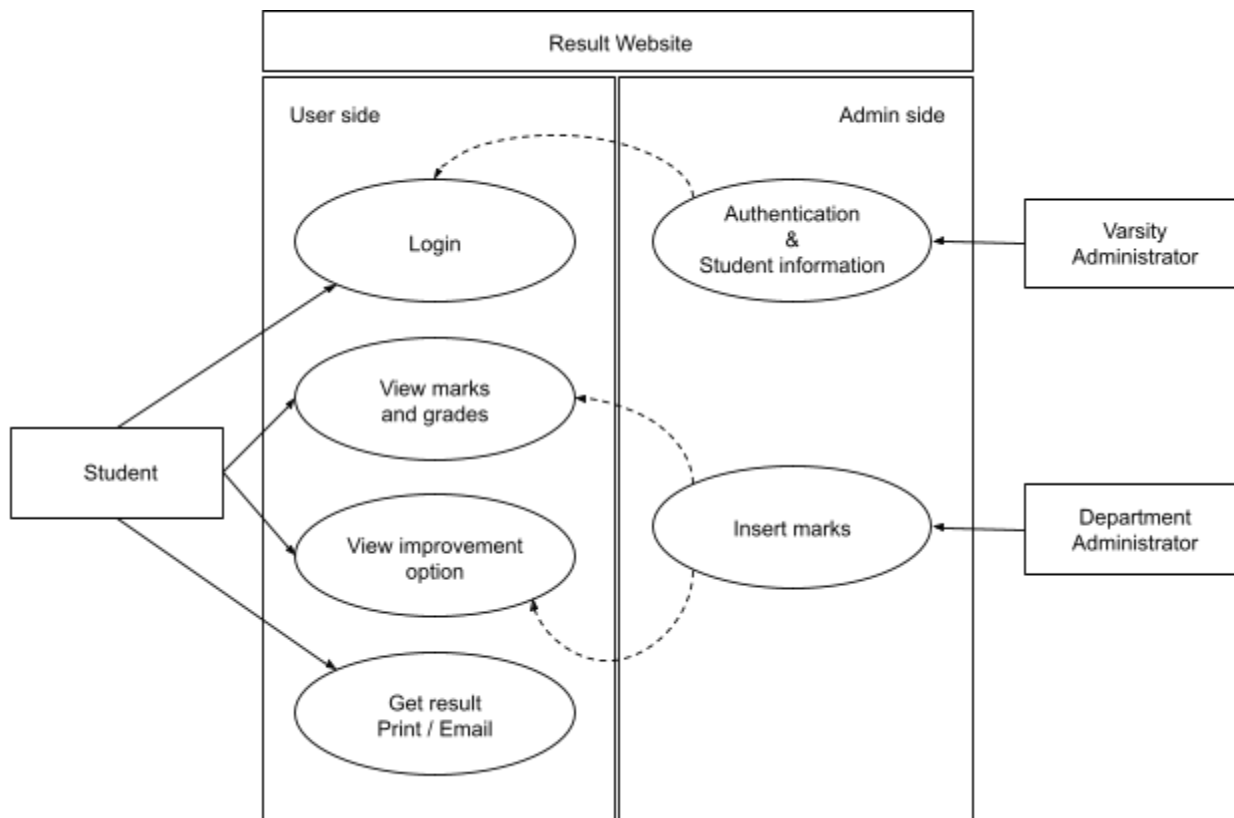 Result Website
User side
Admin side
Login
Authentication
&
Student information
Varsity
Administrator
View marks
and grades
Student
View improvement
option
Insert marks
Department
Administrator
Get result
Print / Email